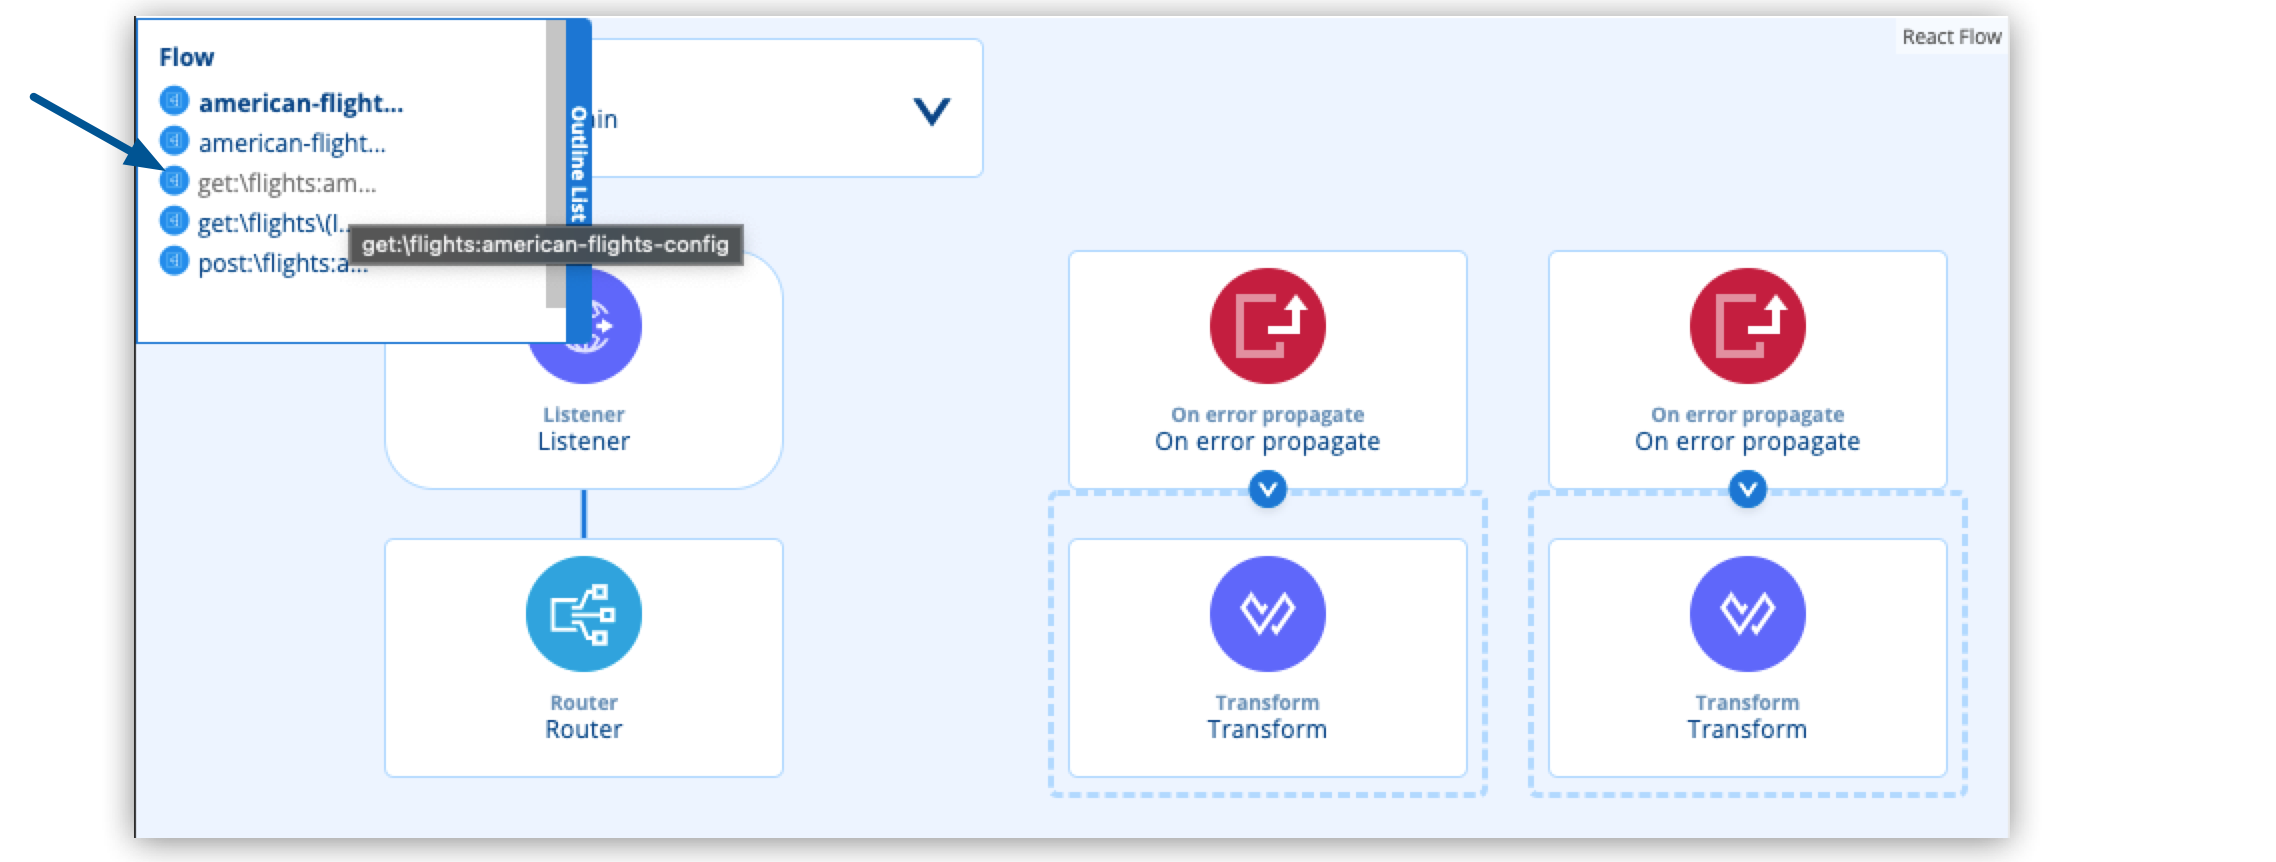 Flow
american-flight...
american-flight...
get:\flights:am...
get:\flights\(l...
post:\flights:a...
Outline List
get:\flights:american-flights-config
React Flow
Listener
Listener
Router
Router
On error propagate
On error propagate
Transform
Transform
On error propagate
On error propagate
Transform
Transform